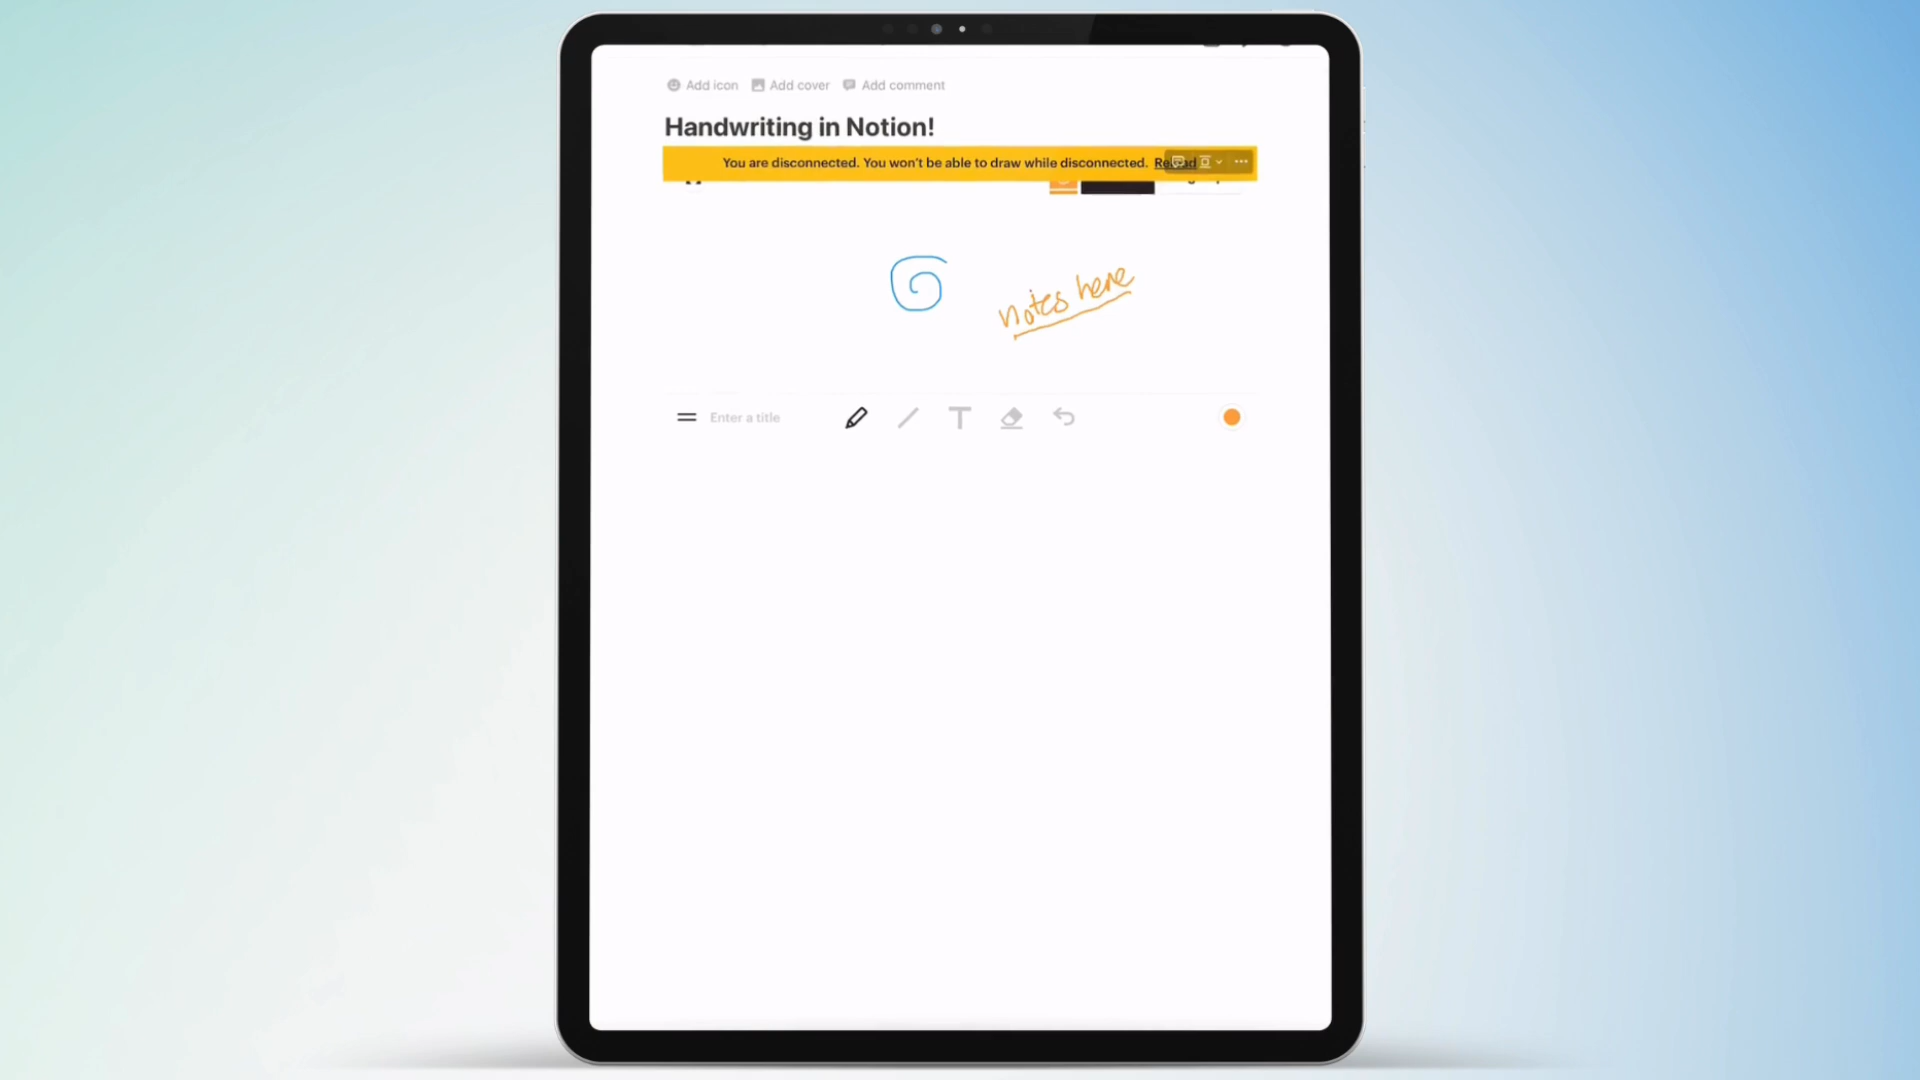 Add icon Add cover Add comment
Handwriting in Notion!
You are disconnected. You won't be able to draw while disconnected.
notes here
Enter a title